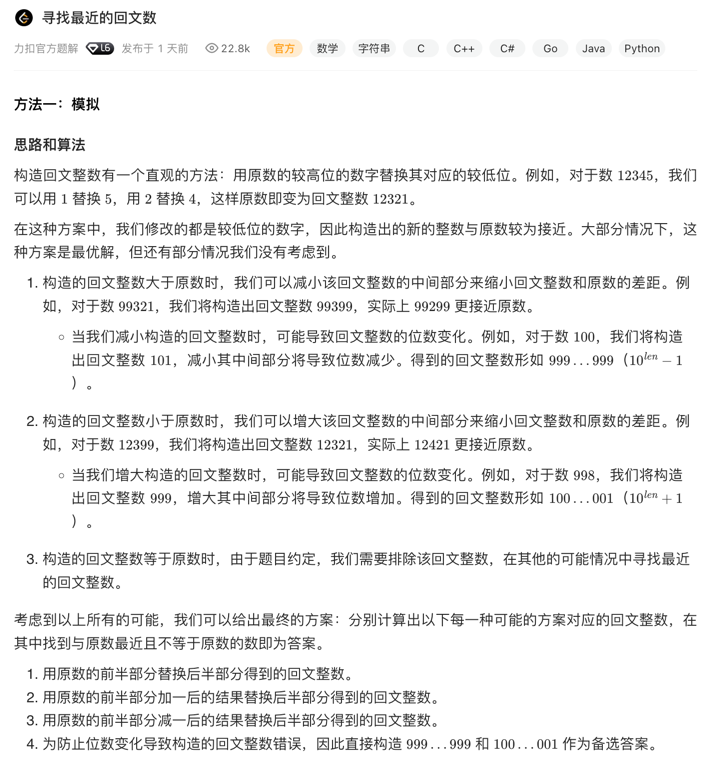 寻找最近的回文数
力扣官方题解 L6 发布于 1 天前 22.8k 官方 数学 字符串 C C++ C# Go Java Python
方法一：模拟
思路和算法
构造回文整数有一个直观的方法：用原数的较高位的数字替换其对应的较低位。例如，对于数 12345，我们
可以用 1 替换 5，用 2 替换 4，这样原数即变为回文整数 12321。
在这种方案中，我们修改的都是较低位的数字，因此构造出的新的整数与原数较为接近。大部分情况下，这
种方案是最优解，但还有部分情况我们没有考虑到。
1. 构造的回文整数大于原数时，我们可以减小该回文整数的中间部分来缩小回文整数和原数的差距。例
如，对于数 99321，我们将构造出回文整数 99399，实际上 99299 更接近原数。
◦ 当我们减小构造的回文整数时，可能导致回文整数的位数变化。例如，对于数 100，我们将构造
出回文整数 101，减小其中间部分将导致位数减少。得到的回文整数形如 999...999（10^{len} − 1
）。
2. 构造的回文整数小于原数时，我们可以增大该回文整数的中间部分来缩小回文整数和原数的差距。例
如，对于数 12399，我们将构造出回文整数 12321，实际上 12421 更接近原数。
◦ 当我们增大构造的回文整数时，可能导致回文整数的位数变化。例如，对于数 998，我们将构造
出回文整数 999，增大其中间部分将导致位数增加。得到的回文整数形如 100...001（10^{len} + 1
）。
3. 构造的回文整数等于原数时，由于题目约定，我们需要排除该回文整数，在其他的可能情况中寻找最近
的回文整数。
考虑到以上所有的可能，我们可以给出最终的方案：分别计算出以下每一种可能的方案对应的回文整数，在
其中找到与原数最近且不等于原数的数即为答案。
1. 用原数的前半部分替换后半部分得到的回文整数。
2. 用原数的前半部分加一后的结果替换后半部分得到的回文整数。
3. 用原数的前半部分减一后的结果替换后半部分得到的回文整数。
4. 为防止位数变化导致构造的回文整数错误，因此直接构造 999...999 和 100...001 作为备选答案。